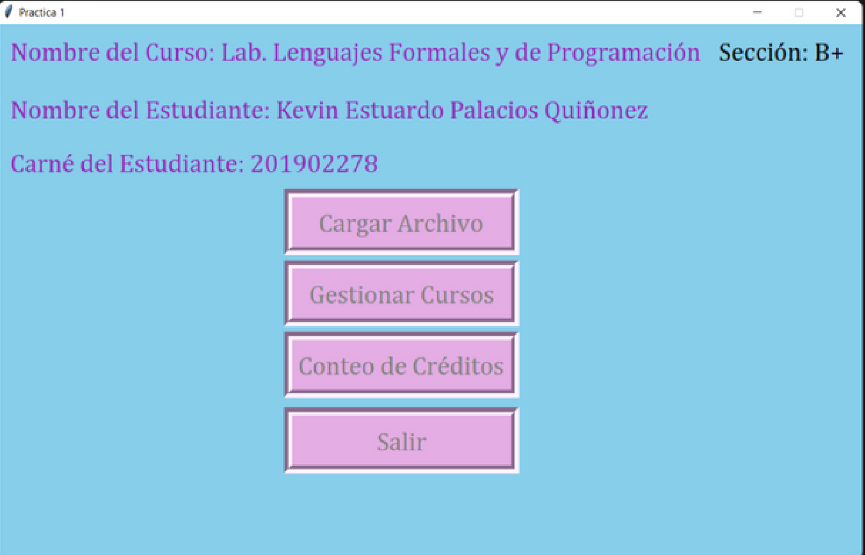 Practica 1
Nombre del Curso: Lab. Lenguajes Formales y de Programación Sección: B+
Nombre del Estudiante: Kevin Estuardo Palacios Quiñonez
Carné del Estudiante: 201902278
Cargar Archivo
Gestionar Cursos
Conteo de Créditos
Salir